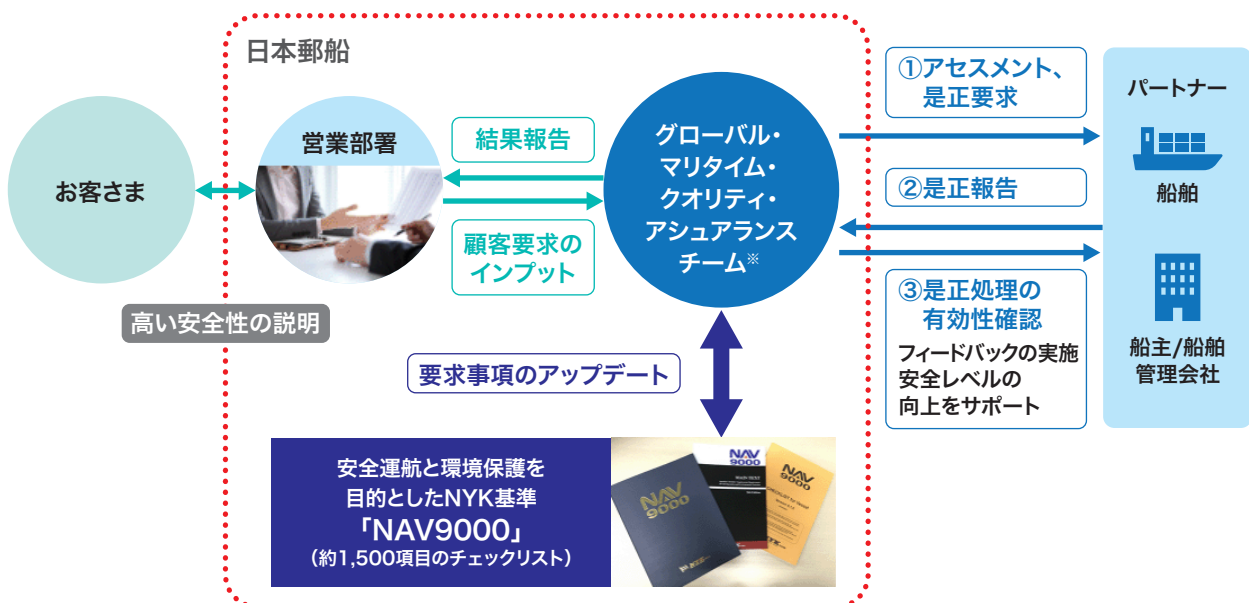 日本郵船
お客さま
営業部署
結果報告
顧客要求の
インプット
高い安全性の説明
グローバル・
マリタイム・
クオリティ・
アシュアランス
チーム※
①アセスメント、
是正要求
②是正報告
③是正処理の
有効性確認
フィードバックの実施
安全レベルの
向上をサポート
パートナー
船舶
船主/船舶
管理会社
要求事項のアップデート
安全運航と環境保護を
目的としたNYK基準
「NAV9000」
（約1,500項目のチェックリスト）
NAV
9000
NAV
9000
NAV
9000